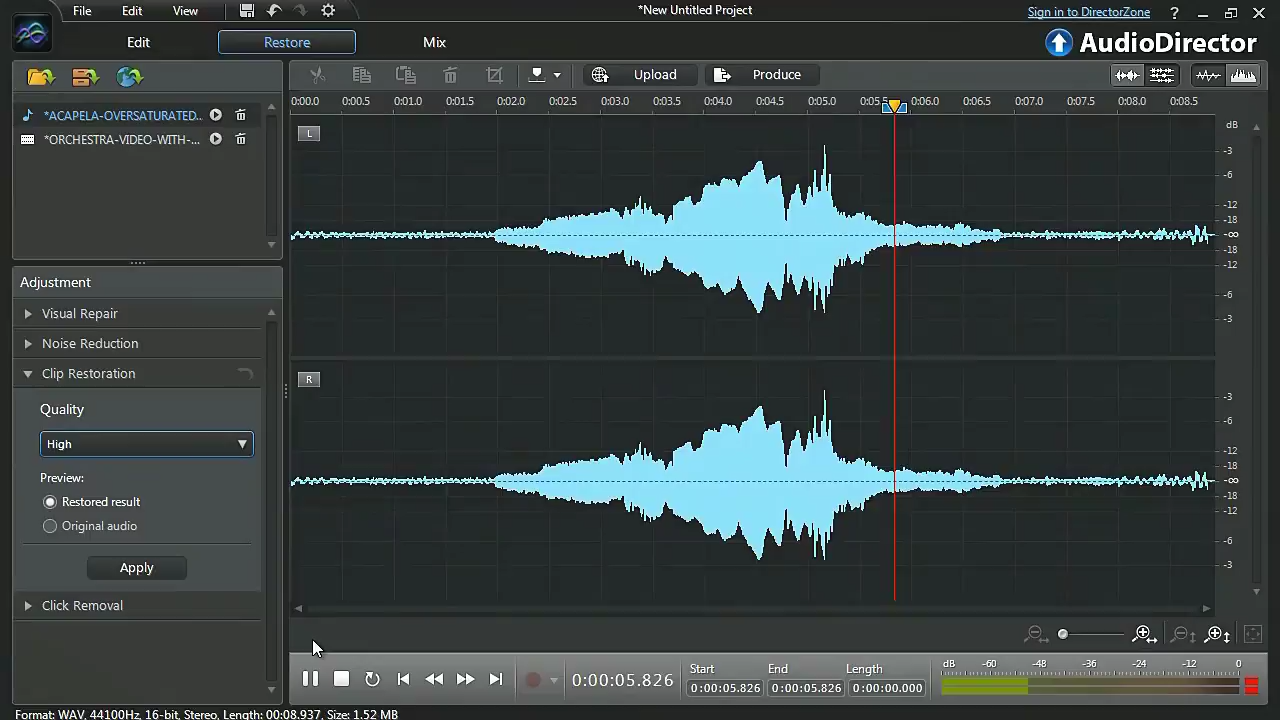 File Edit View
*New Untitled Project
Sign in to DirectorZone ?
Edit Restore Mix
AudioDirector
Upload Produce
*ACAPELA-OVERSATURATED...
*ORCHESTRA-VIDEO-WITH-...
0:00.0 0:00.5 0:01.0 0:01.5 0:02.0 0:02.5 0:03.0 0:03.5 0:04.0 0:04.5 0:05.0 0:05. 0:06.0 0:06.5 0:07.0 0:07.5 0:08.0 0:08.5
L
dB
-3
-6
-12
-18
-∞
-18
-12
-6
-3
Adjustment
Visual Repair
Noise Reduction
Clip Restoration
Quality
High
Preview:
Restored result
Original audio
Apply
Click Removal
R
-3
-6
-12
-18
-∞
-18
-12
-6
-3
0:00:05.826
Start End Length
0:00:05.826 0:00:05.826 0:00:00.000
dB -60 -48 -36 -24 -12 0
Format: WAV, 44100Hz, 16-bit, Stereo, Length: 00:08.937, Size: 1.52 MB